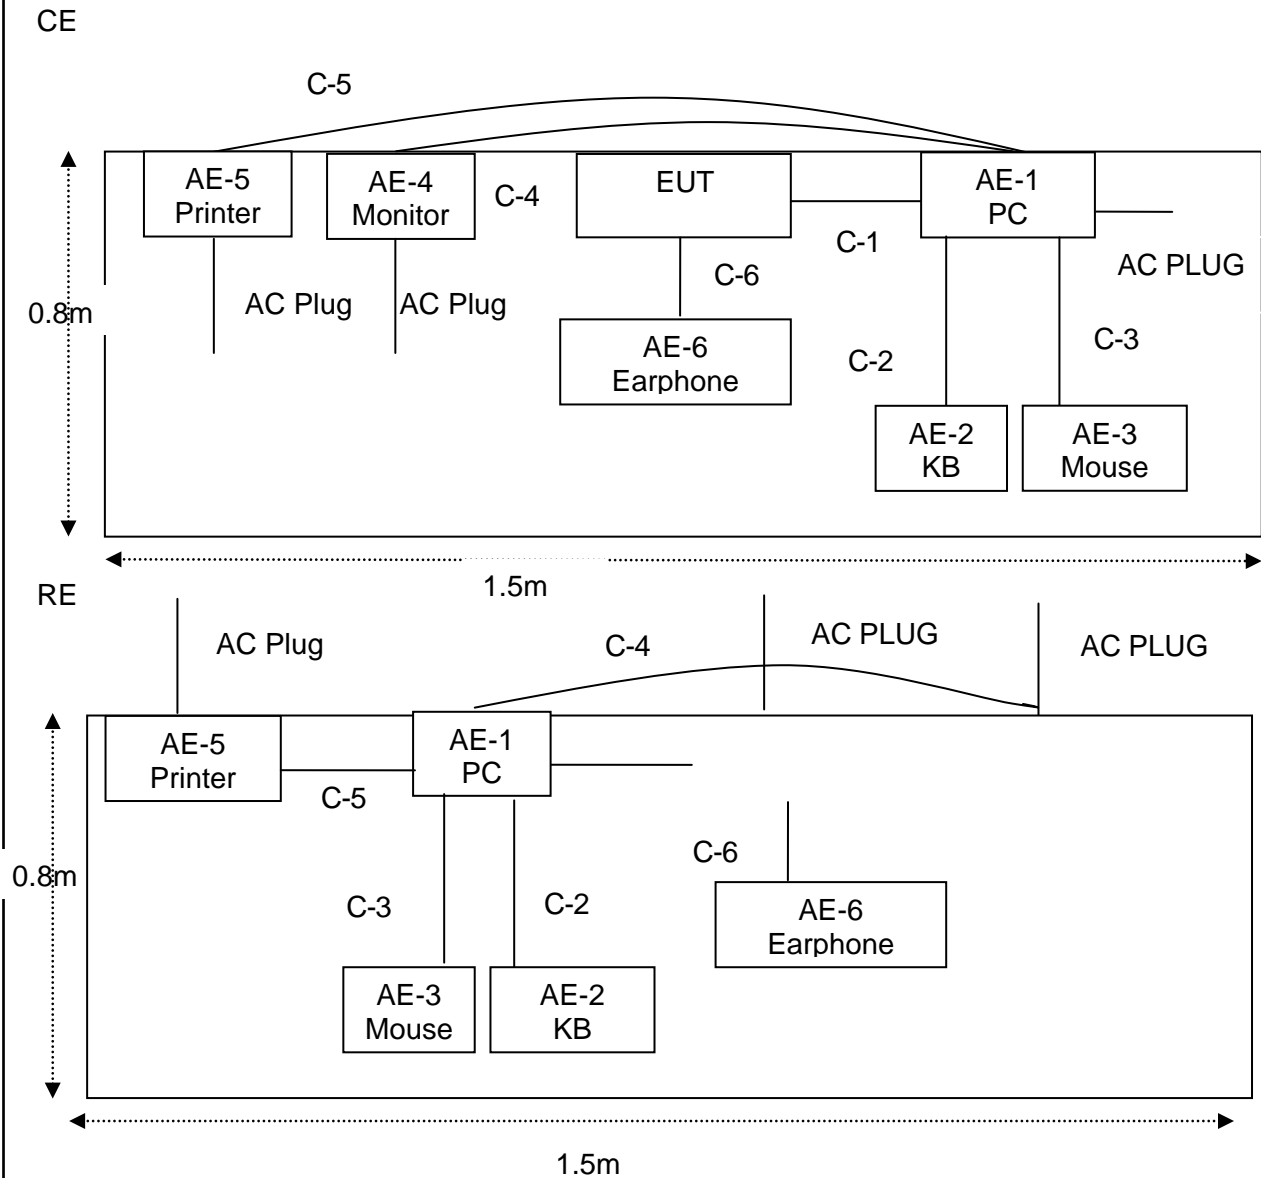 CE
C-5
AE-5
Printer
AE-4
Monitor
C-4
EUT
AE-1
PC
C-1
AC PLUG
C-6
AC Plug
AC Plug
0.8m
AE-6
Earphone
C-2
C-3
AE-2
KB
AE-3
Mouse
1.5m
RE
AC Plug
C-4
AC PLUG
AC PLUG
AE-5
Printer
AE-1
PC
C-5
C-6
0.8m
C-3
C-2
AE-6
Earphone
AE-3
Mouse
AE-2
KB
1.5m